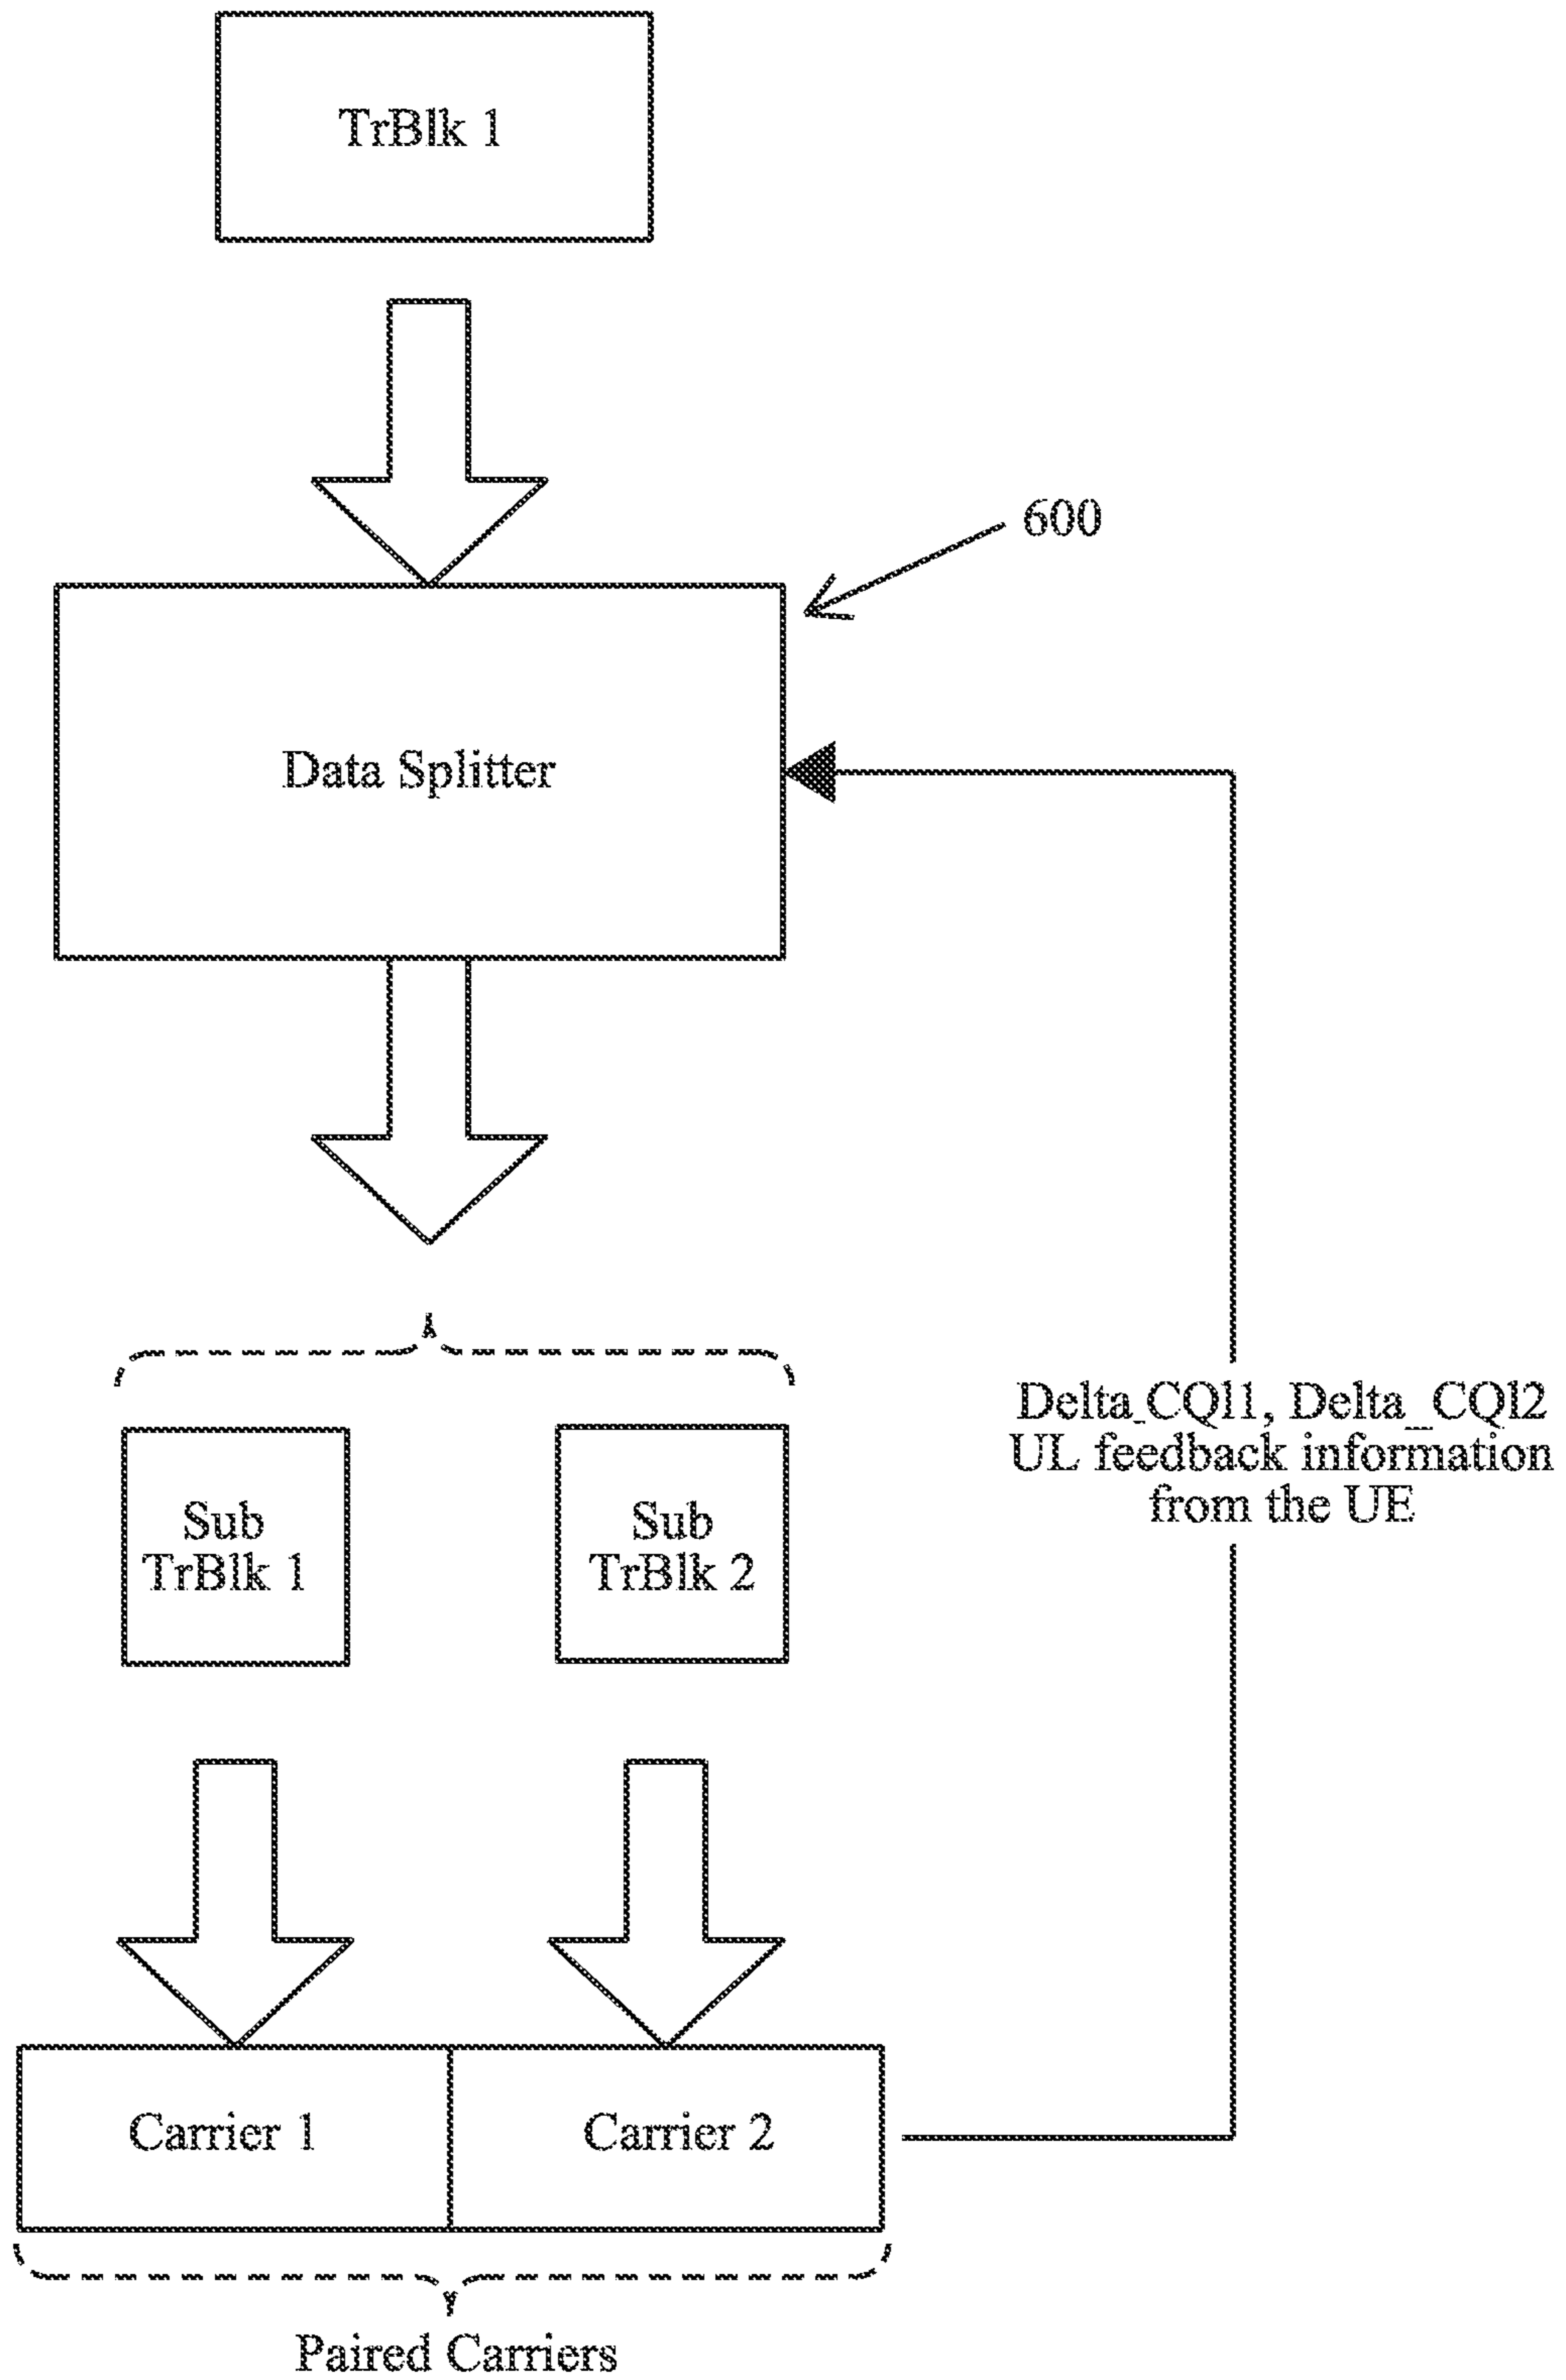 TrBlk 1
600
Data Splitter
Delta_CQI1, Delta_CQI2
UL feedback information
from the UE
Sub
TrBlk 1
Sub
TrBlk 2
Carrier 1
Carrier 2
Paired Carriers